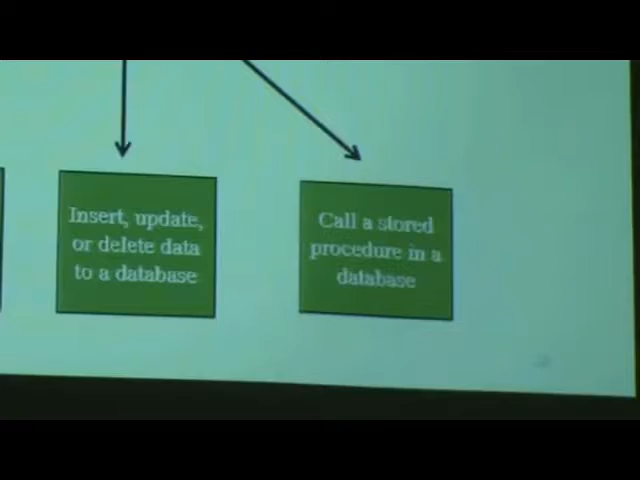 Insert, update,
or delete data
to a database
Call a stored
procedure in a
database